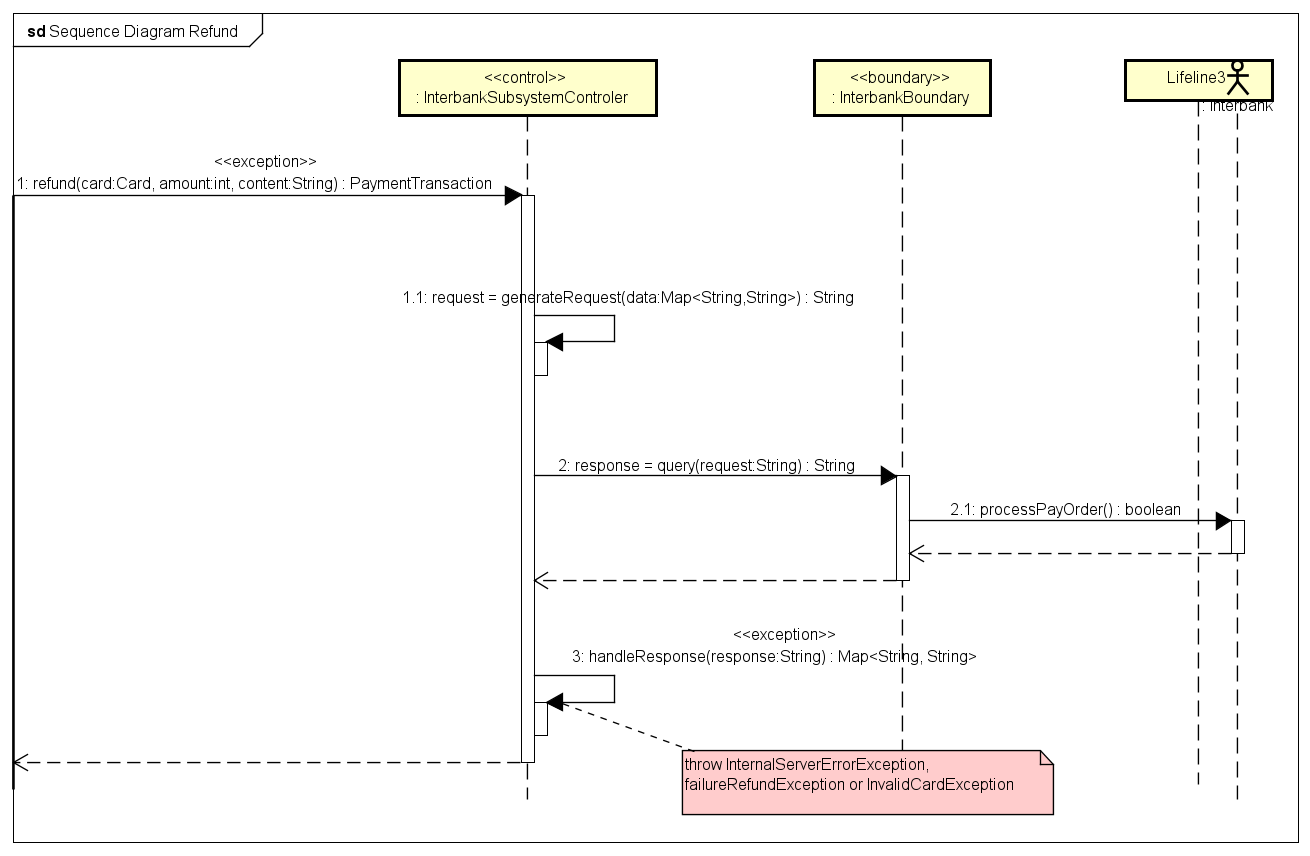 sd Sequence Diagram Refund
<<control>>
: InterbankSubsystemControler
<<boundary>>
: InterbankBoundary
Lifeline3
: Interbank
<<exception>>
1: refund(card:Card, amount:int, content:String) : PaymentTransaction
1.1: request = generateRequest(data:Map<String,String>) : String
2: response = query(request:String) : String
2.1: processPayOrder() : boolean
<<exception>>
3: handleResponse(response:String) : Map<String, String>
throw InternalServerErrorException,
failureRefundException or InvalidCardException